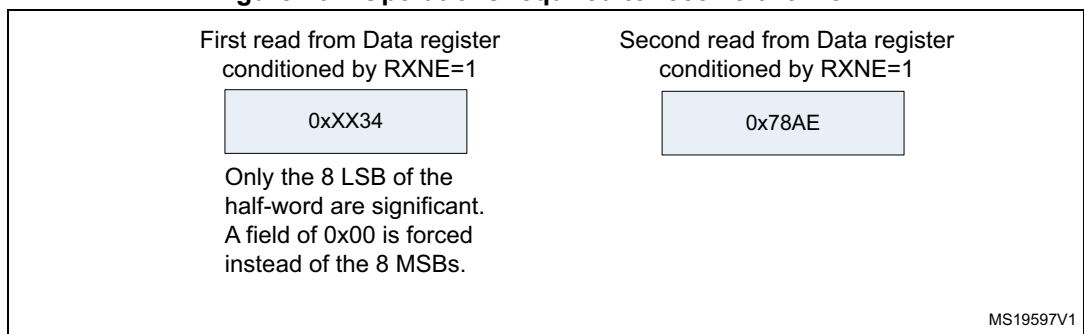 First read from Data register
conditioned by RXNE=1
0xXX34
Only the 8 LSB of the
half-word are significant.
A field of 0x00 is forced
instead of the 8 MSBs.
Second read from Data register
conditioned by RXNE=1
0x78AE
MS19597V1